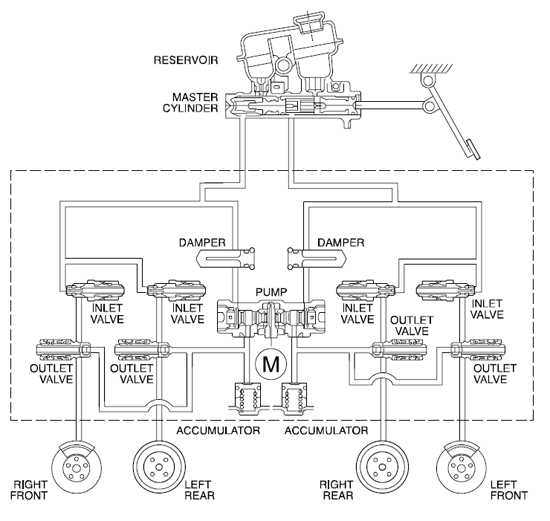 RESERVOIR
MASTER
CYLINDER
DAMPER
DAMPER
PUMP
INLET
VALVE
INLET
VALVE
INLET
VALVE
INLET
VALVE
OUTLET
VALVE
M
OUTLET
VALVE
OUTLET
VALVE
OUTLET
VALVE
ACCUMULATOR
ACCUMULATOR
RIGHT
FRONT
LEFT
REAR
RIGHT
REAR
LEFT
FRONT